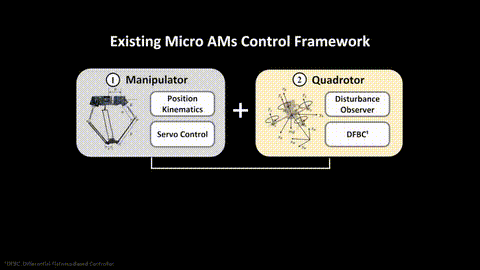 Existing Micro AMs Control Framework
1 Manipulator
Position
Kinematics
Servo Control
+
2 Quadrotor
Disturbance
Observer
DFBC¹
¹DFBC, Differential-Flatness-Based Controller